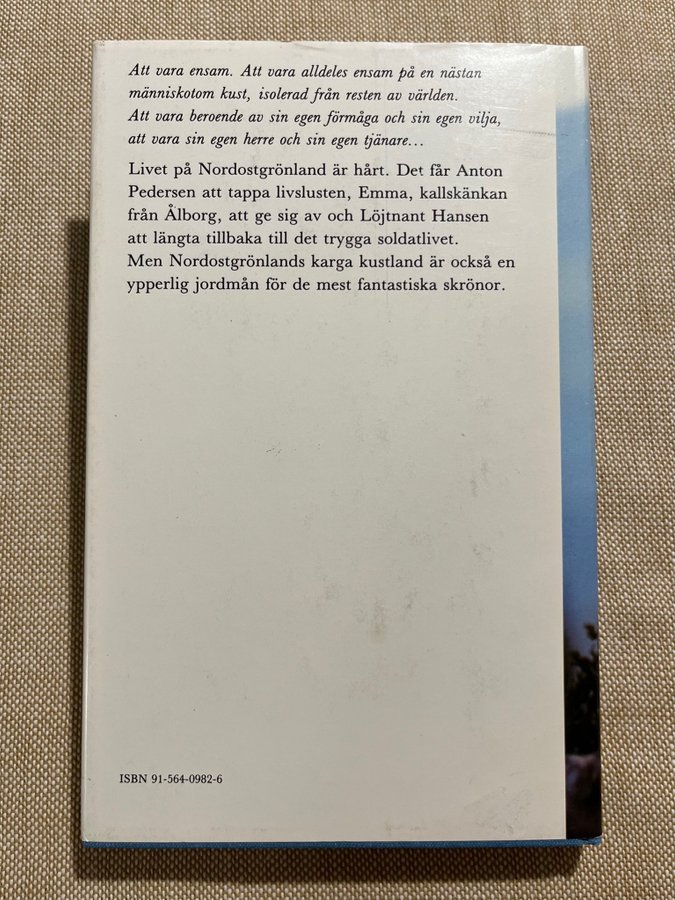 Att vara ensam. Att vara alldeles ensam på en nästan
människotom kust, isolerad från resten av världen.
Att vara beroende av sin egen förmåga och sin egen vilja,
att vara sin egen herre och sin egen tjänare...
Livet på Nordostgrönland är hårt. Det får Anton
Pedersen att tappa livslusten, Emma, kallskänkan
från Ålborg, att ge sig av och Löjtnant Hansen
att längta tillbaka till det trygga soldatlivet.
Men Nordostgrönlands karga kustland är också en
ypperlig jordmån för de mest fantastiska skrönor.
ISBN 91-564-0982-6